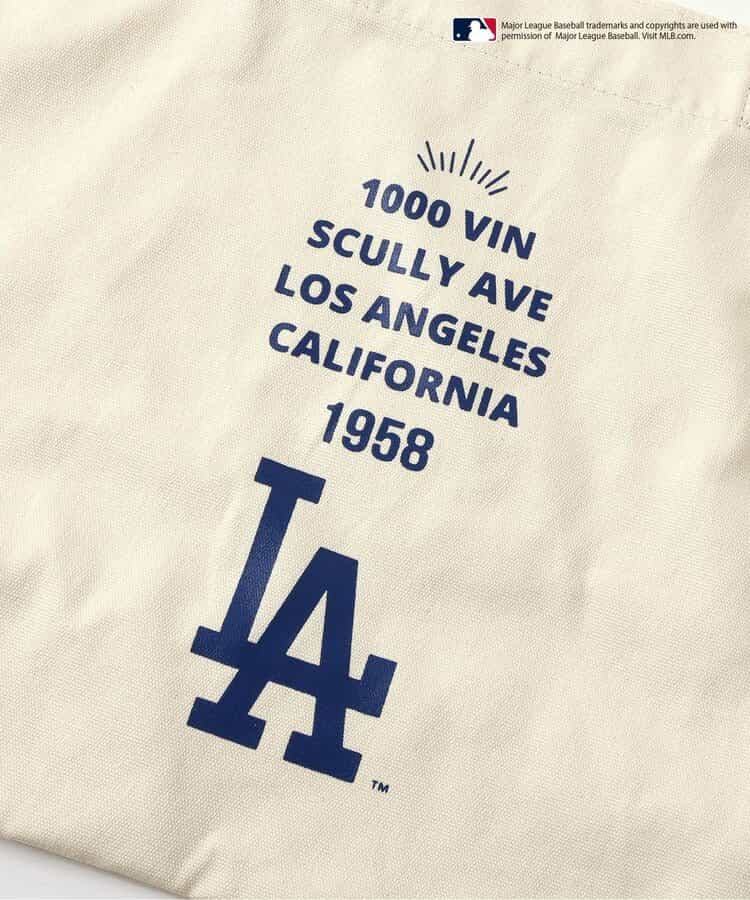 Major League Baseball trademarks and copyrights are used with
permission of Major League Baseball. Visit MLB.com.
1000 VIN
SCULLY AVE
LOS ANGELES
CALIFORNIA
1958
LA
TM